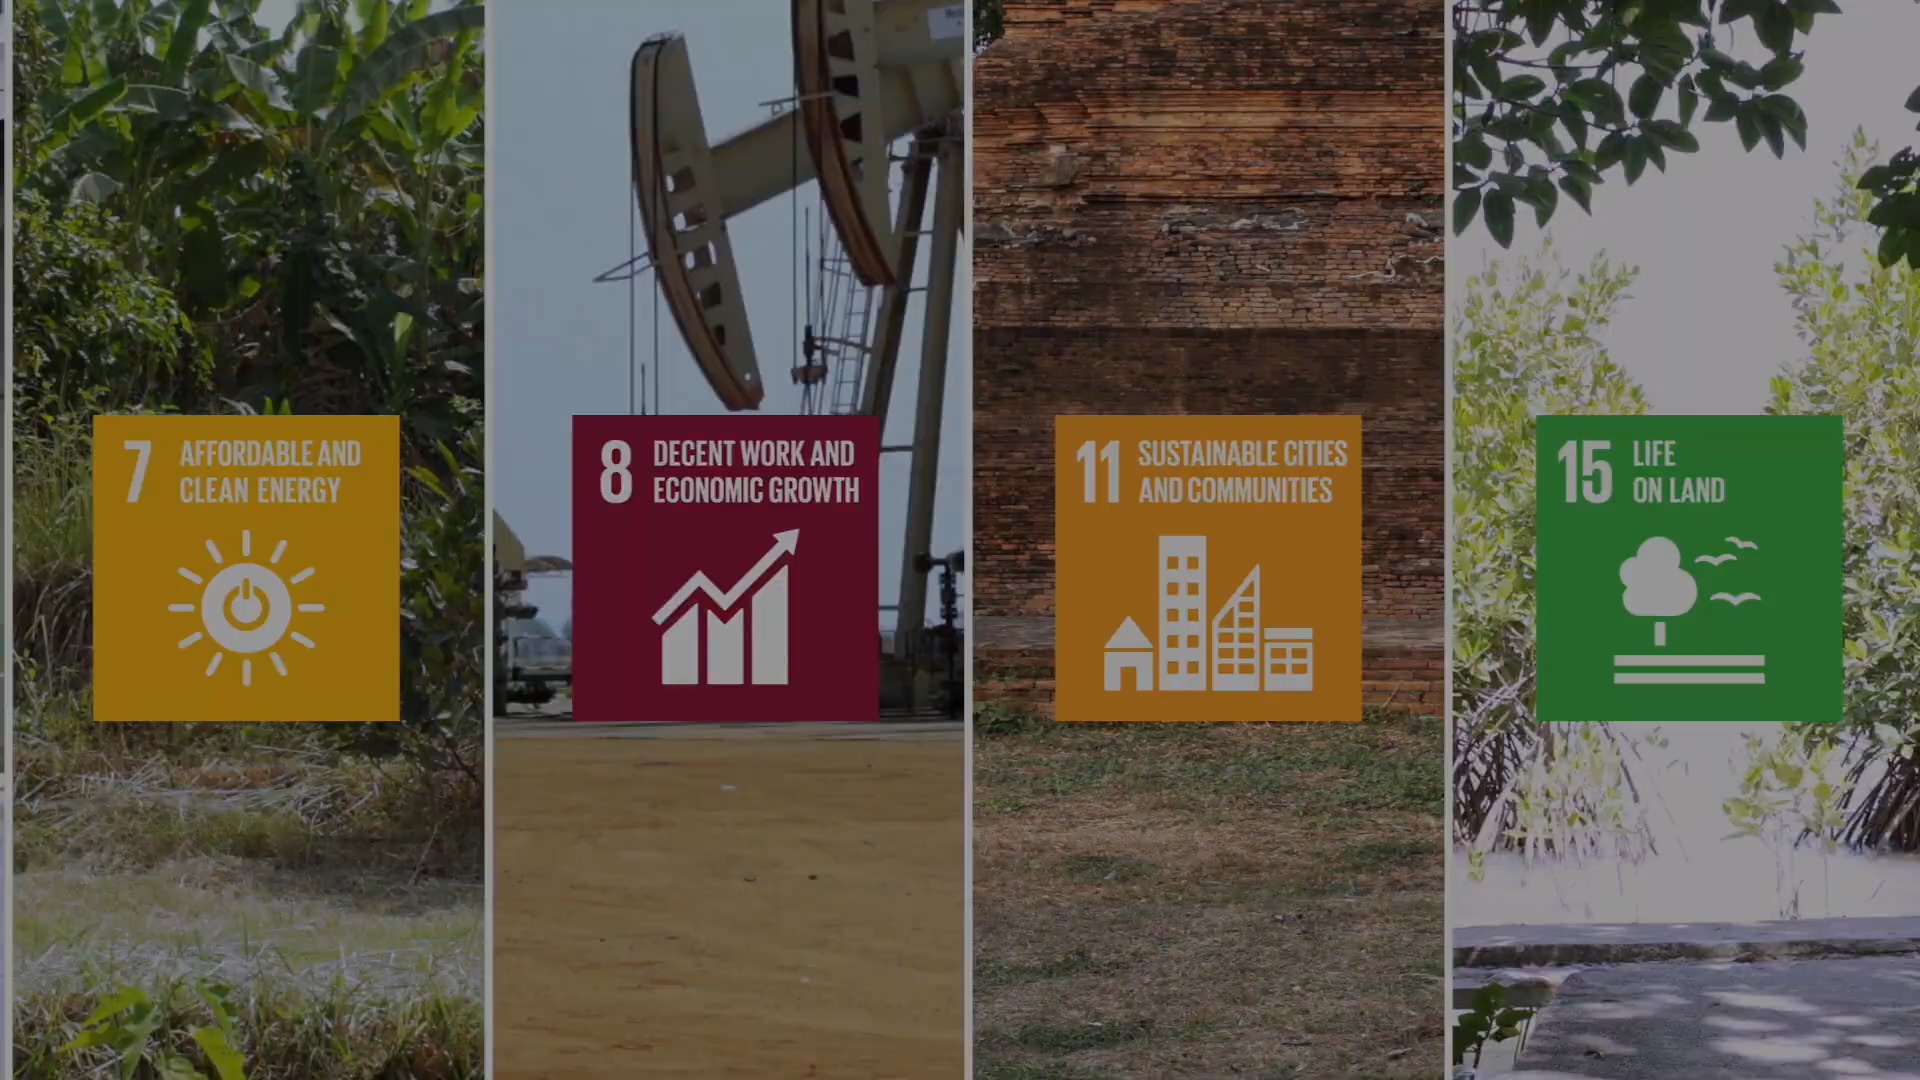 7
AFFORDABLE AND
CLEAN ENERGY
8
DECENT WORK AND
ECONOMIC GROWTH
11
SUSTAINABLE CITIES
AND COMMUNITIES
15
LIFE
ON LAND